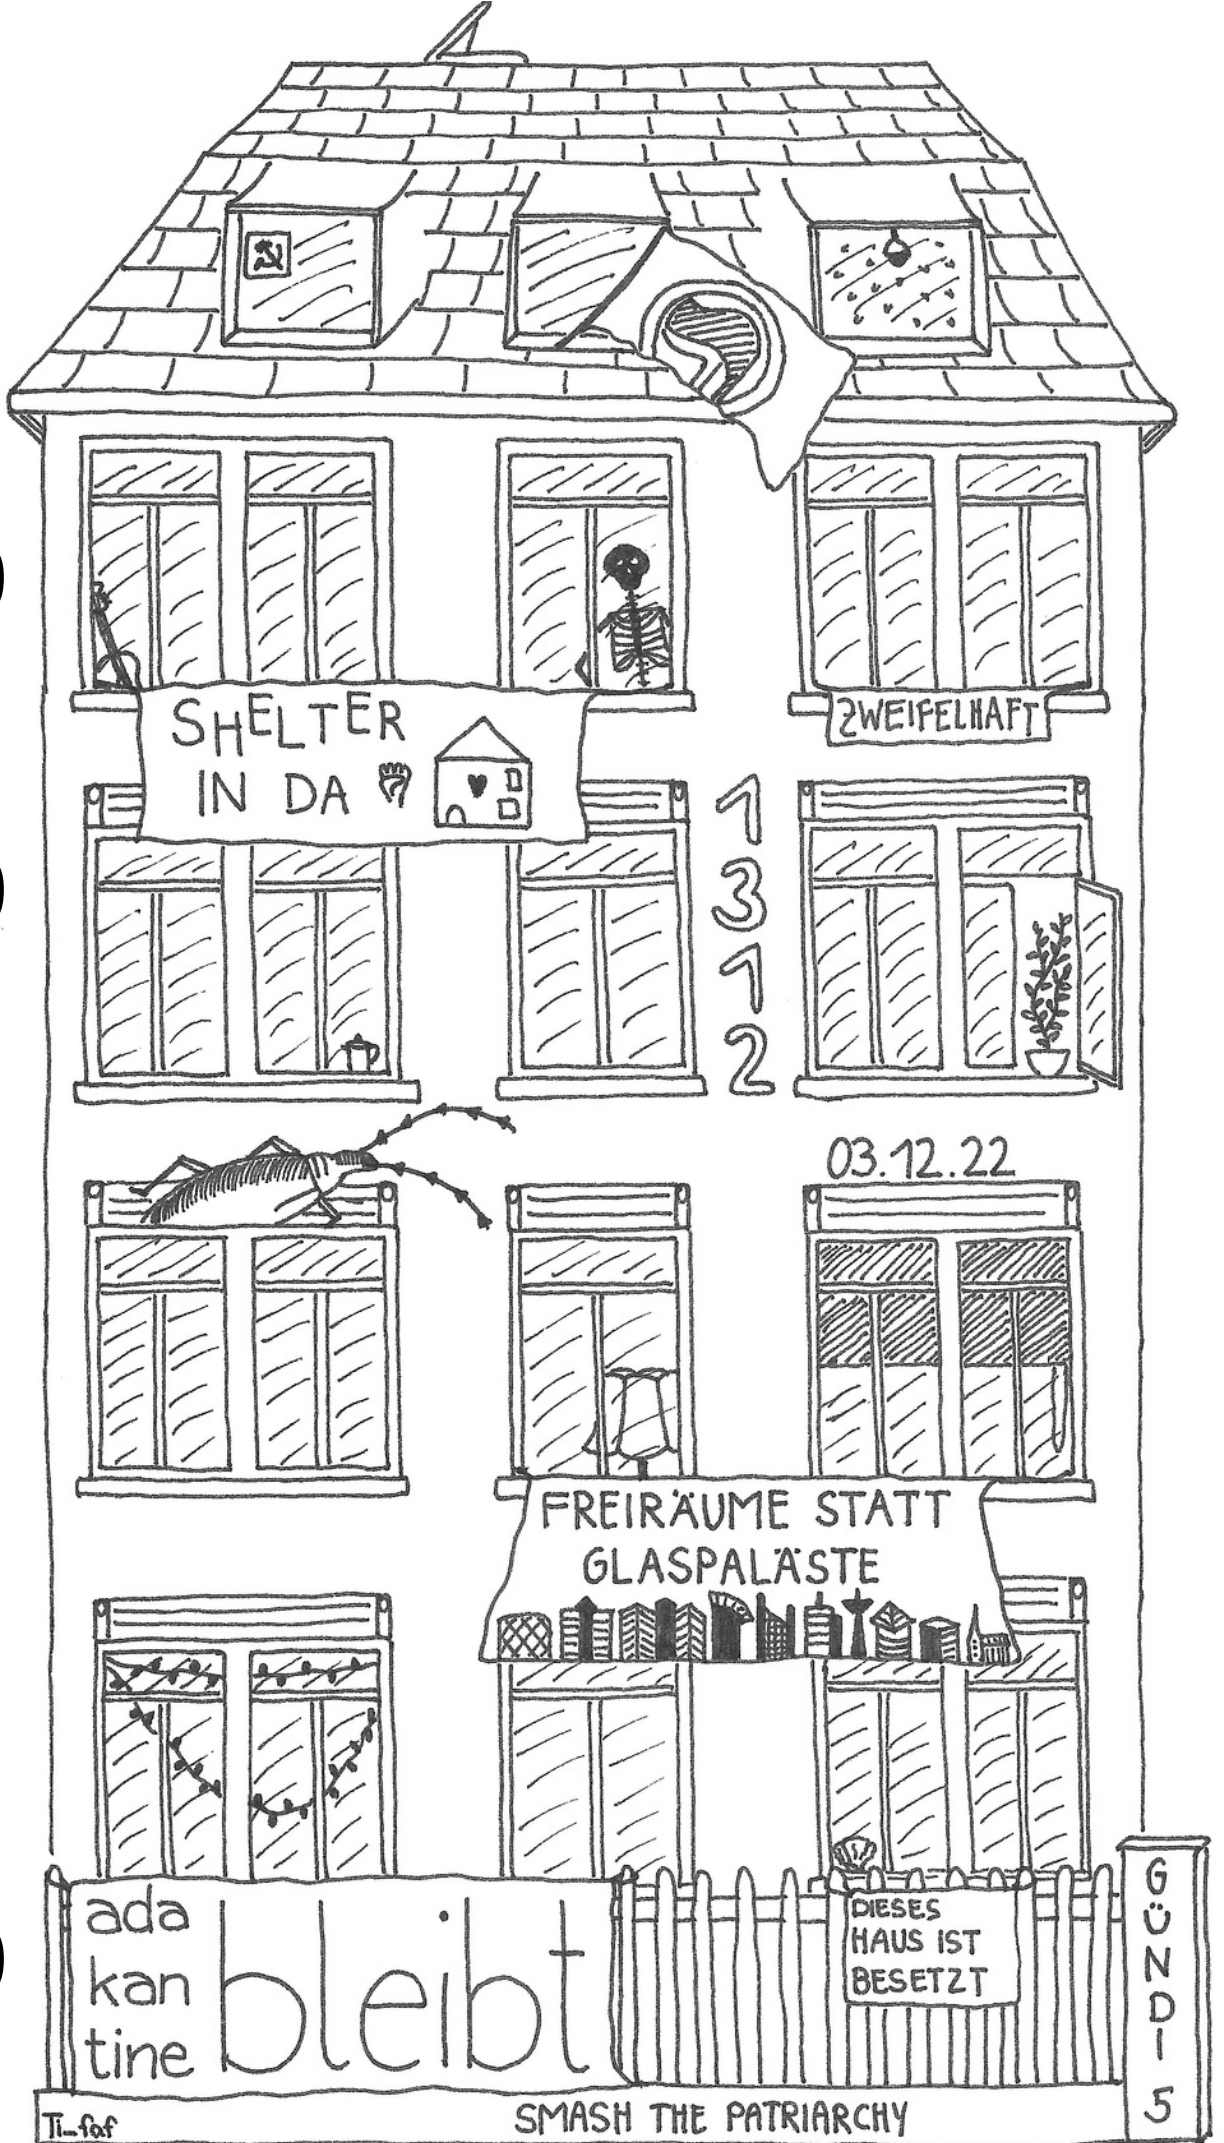 SHELTER
IN DA
ZWEIFELHAFT
1
3
1
2
03.12.22
FREIRÄUME STATT
GLASPALÄSTE
ada
kan
tine
bleibt
DIESES
HAUS IST
BESETZT
G
Ü
N
D
I
5
SMASH THE PATRIARCHY
Ti_faf